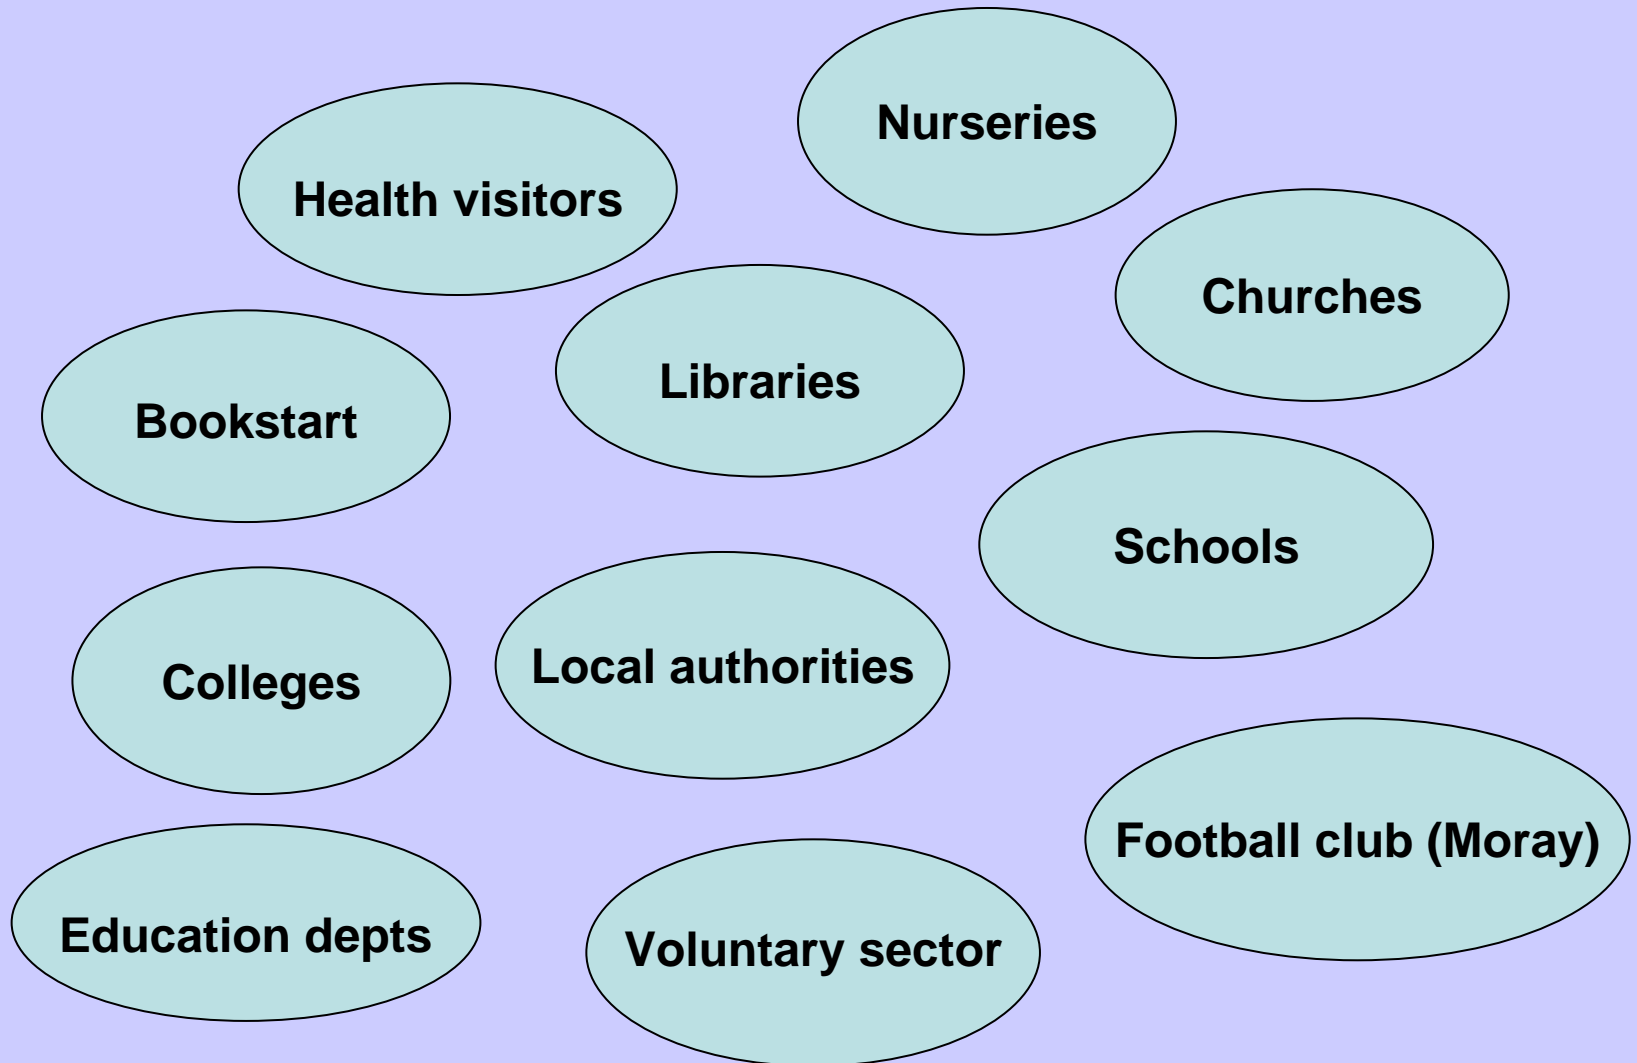 Nurseries
Health visitors
Churches
Libraries
Bookstart
Schools
Local authorities
Colleges
Football club (Moray)
Education depts
Voluntary sector